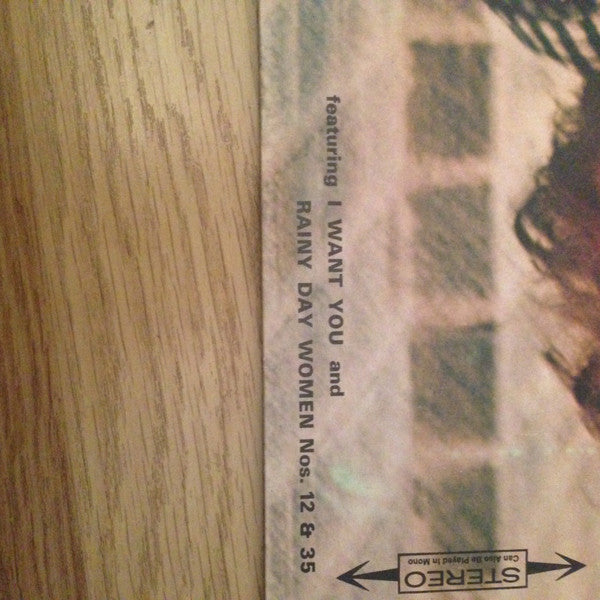 featuring I WANT YOU and
RAINY DAY WOMEN Nos. 12 & 35
STEREO
Can Also Be Played In Mono